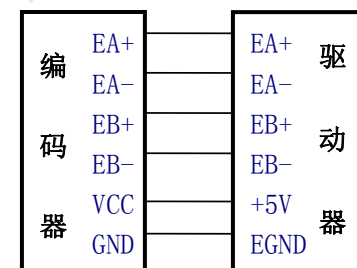 编码器
EA+
EA-
EB+
EB-
VCC
GND
EA+
EA-
EB+
EB-
+5V
EGND
驱动器